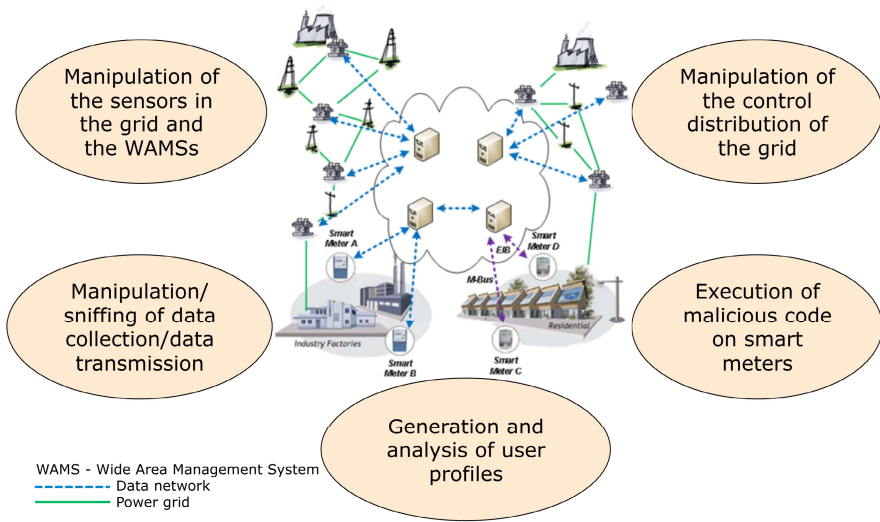 Manipulation of
the sensors in
the grid and
the WAMSs
Manipulation of
the control
distribution of
the grid
Smart
Meter A
EIB
Smart
Meter D
M-Bus
Manipulation/
sniffing of data
collection/data
transmission
Industry Factories
Residential
Execution of
malicious code
on smart
meters
Smart
Meter B
Smart
Meter C
Generation and
analysis of user
profiles
WAMS - Wide Area Management System
Data network
Power grid